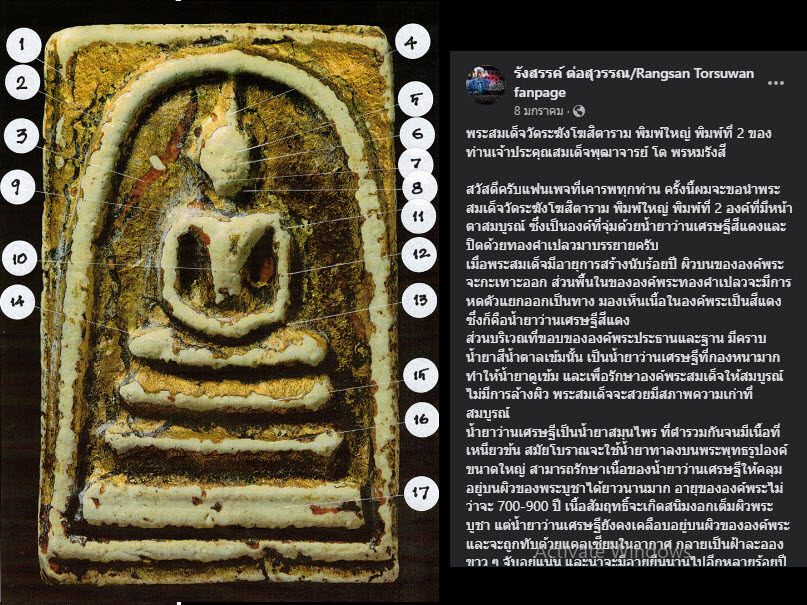 1
2
3
9
10
14
4
5
6
7
8
11
12
13
15
16
17
รังสรรค์ ต่อสุวรรณ/Rangsan Torsuwan
fanpage
8 มกราคม ·
พระสมเด็จวัดระฆังโฆสิตาราม พิมพ์ใหญ่ พิมพ์ที่ 2 ของ
ท่านเจ้าประคุณสมเด็จพุฒาจารย์ โต พรหมรังสี
สวัสดีครับแฟนเพจที่เคารพทุกท่าน ครั้งนี้ผมจะขอนำพระ
สมเด็จวัดระฆังโฆสิตาราม พิมพ์ใหญ่ พิมพ์ที่ 2 องค์ที่มีหน้า
ตาสมบูรณ์ ซึ่งเป็นองค์ที่จุ่มด้วยน้ำยาว่านเศรษฐีสีแดงและ
ปิดด้วยทองคำเปลวมาบรรยายครับ
เมื่อพระสมเด็จมีอายุการสร้างนับร้อยปี ผิวบนขององค์พระ
จะกะเทาะออก ส่วนพื้นในขององค์พระทองคำเปลวจะมีการ
หดตัวแยกออกเป็นทาง มองเห็นเนื้อในองค์พระเป็นสีแดง
ซึ่งก็คือน้ำยาว่านเศรษฐีสีแดง
ส่วนบริเวณที่ขอบขององค์พระประธานและฐาน มีคราบ
น้ำยาสีน้ำตาลเข้มนั้น เป็นน้ำยาว่านเศรษฐีที่กองหนามาก
ทำให้น้ำยาดูเข้ม และเพื่อรักษาองค์พระสมเด็จให้สมบูรณ์
ไม่มีการล้างผิว พระสมเด็จจะสวยมีสภาพความเก่าที่
สมบูรณ์
น้ำยาว่านเศรษฐีเป็นน้ำยาสมุนไพร ที่ตำรวมกันจนมีเนื้อที่
เหนียวข้น สมัยโบราณจะใช้น้ำยาทาลงบนพระพุทธรูปองค์
ขนาดใหญ่ สามารถรักษาเนื้อของน้ำยาว่านเศรษฐีให้คลุม
อยู่บนผิวของพระบูชาได้ยาวนานมาก อายุขององค์พระไม่
ว่าจะ 700-900 ปี เนื้อสัมฤทธิ์จะเกิดสนิมงอกเต็มผิวพระ
บูชา แต่น้ำยาว่านเศรษฐียังคงเคลือบอยู่บนผิวขององค์พระ
และจะถูกทับด้วยแคลเซี่ยมในอากาศ กลายเป็นฝ้าละออง
ขาว ๆ จับอยู่แน่น และน่าจะมีอายุยืนนานไปอีกหลายร้อยปี
Activate Windows